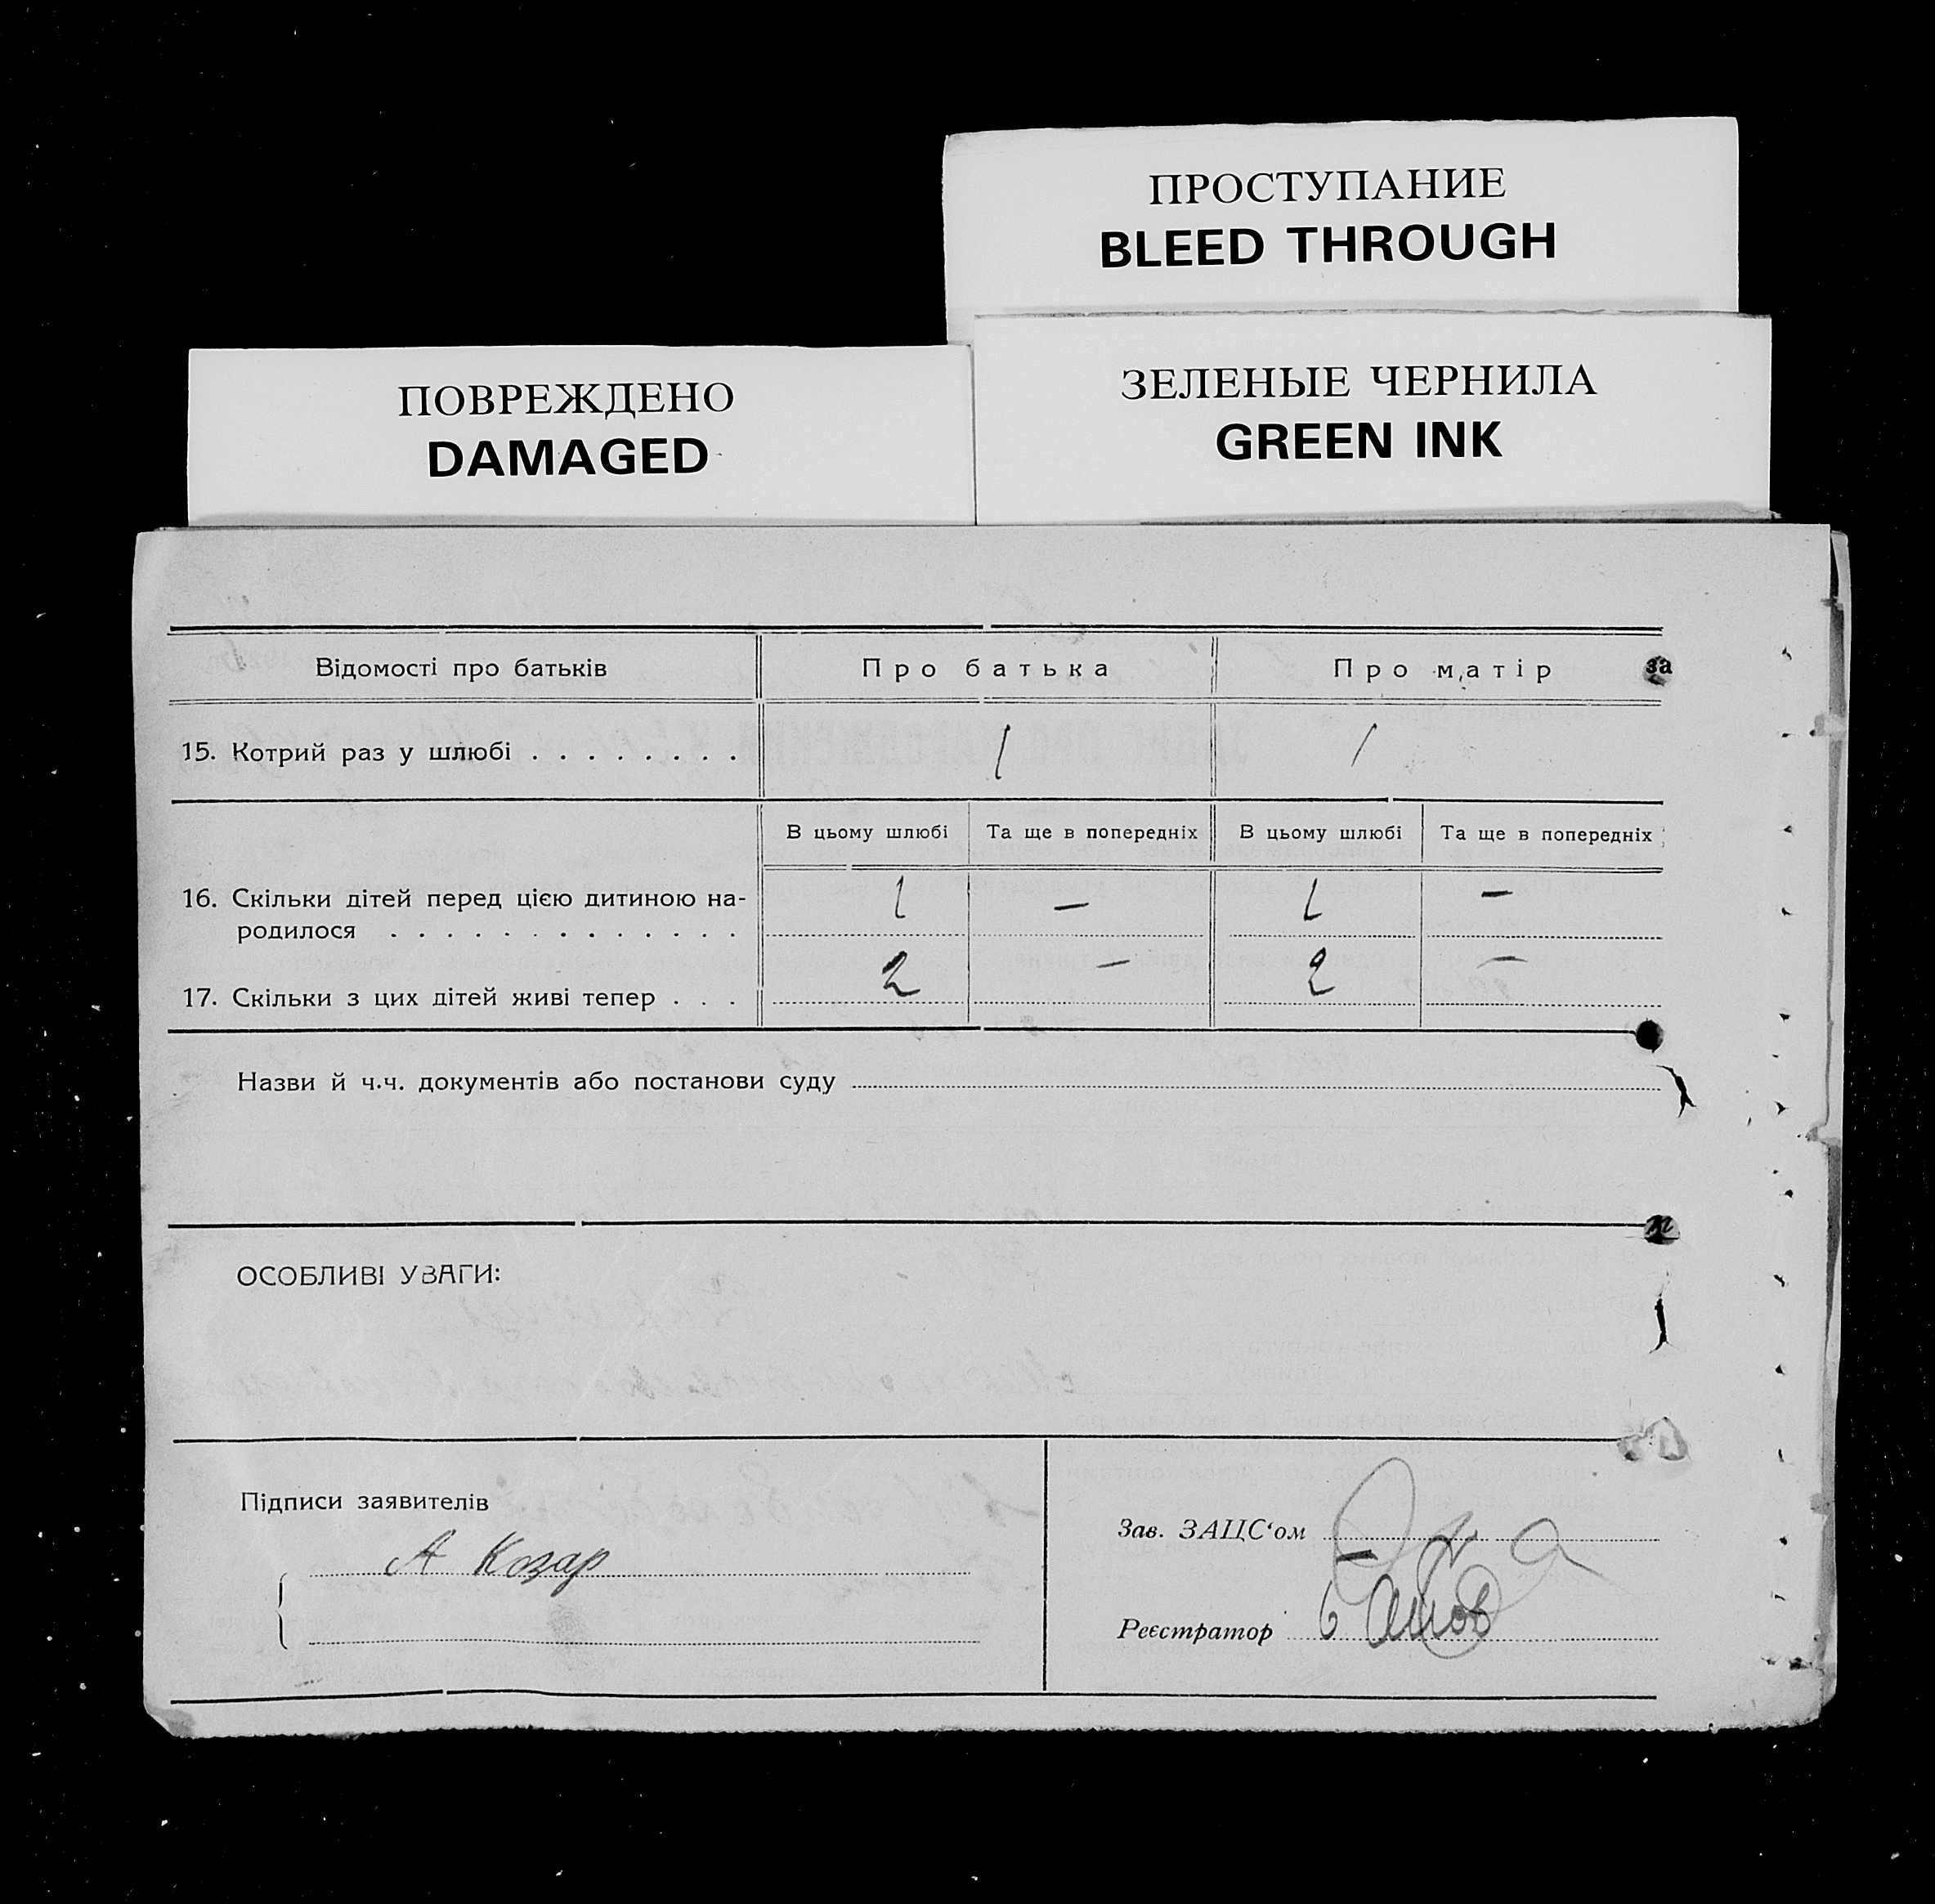 ПРОСТУПАНИЕ
BLEED THROUGH
ПОВРЕЖДЕНО
DAMAGED
ЗЕЛЕНЫЕ ЧЕРНИЛА
GREEN INK
Відомості про батьків Про батька Про матір за
15. Котрий раз у шлюбі . . . . . . . . 1 1
В цьому шлюбі Та ще в попередніх В цьому шлюбі Та ще в попередніх
16. Скільки дітей перед цією дитиною на- 1 — 1 —
родилося . . . . . . . . . . . . .
17. Скільки з цих дітей живі тепер . . . 2 — 2 —
Назви й ч.ч. документів або постанови суду
ОСОБЛИВІ УВАГИ:
Підписи заявителів
А Козар
Зав. ЗАЦС‘ом
Реєстратор